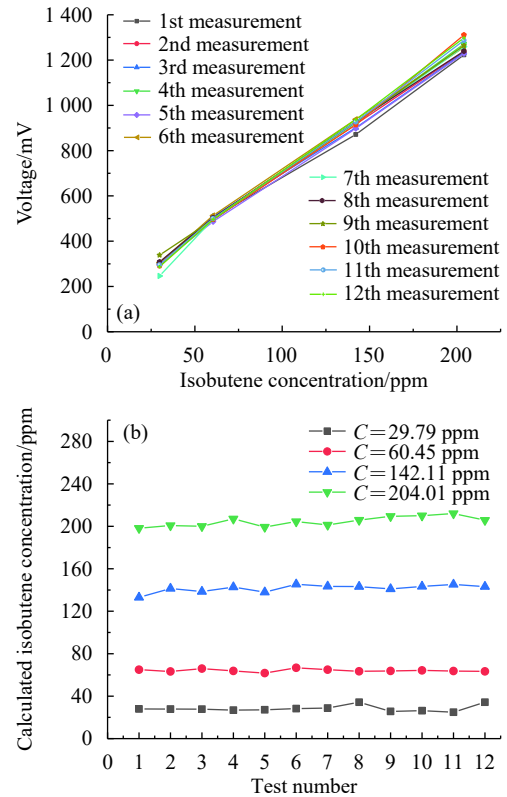 1 400
1 200
1 100
800
600
400
200
0
Voltage/mV
1st measurement
2nd measurement
3rd measurement
4th measurement
5th measurement
6th measurement
7th measurement
8th measurement
9th measurement
10th measurement
11th measurement
12th measurement
(a)
0 50 100 150 200
Isobutene concentration/ppm
(b)
C=29.79 ppm
C=60.45 ppm
C=142.11 ppm
C=204.01 ppm
280
240
200
160
120
80
40
0
Calculated isobutene concentration/ppm
0 1 2 3 4 5 6 7 8 9 10 11 12
Test number